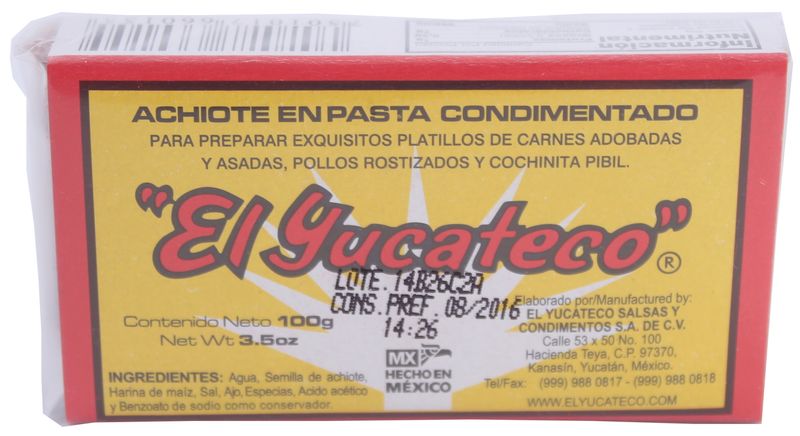 Información
Nutrimental
ACHIOTE EN PASTA CONDIMENTADO
PARA PREPARAR EXQUISITOS PLATILLOS DE CARNES ADOBADAS
Y ASADAS, POLLOS ROSTIZADOS Y COCHINITA PIBIL.
"El Yucateco"®
LOTE. 14B26C2A
CONS. PREF. 08/2016
14:26
Contenido Neto 100g
Net Wt 3.5oz
MX
HECHO EN
MÉXICO
Elaborado por/Manufactured by:
EL YUCATECO SALSAS Y
CONDIMENTOS S.A. DE C.V.
Calle 53 x 50 No. 100
Hacienda Teya, C.P. 97370,
Kanasín, Yucatán, México.
Tel/Fax: (999) 988 0817 - (999) 988 0818
WWW.ELYUCATECO.COM
INGREDIENTES: Agua, Semilla de achiote,
Harina de maíz, Sal, Ajo, Especias, Acido acético
y Benzoato de sodio como conservador.